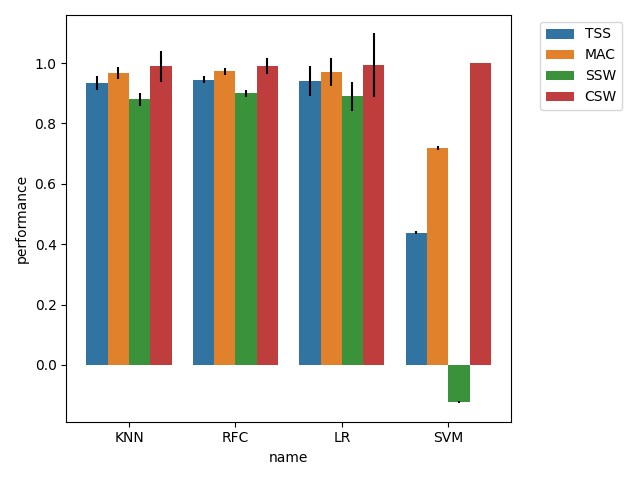 TSS
MAC
SSW
CSW
1.0
0.8
0.6
0.4
0.2
0.0
performance
KNN RFC LR SVM
name